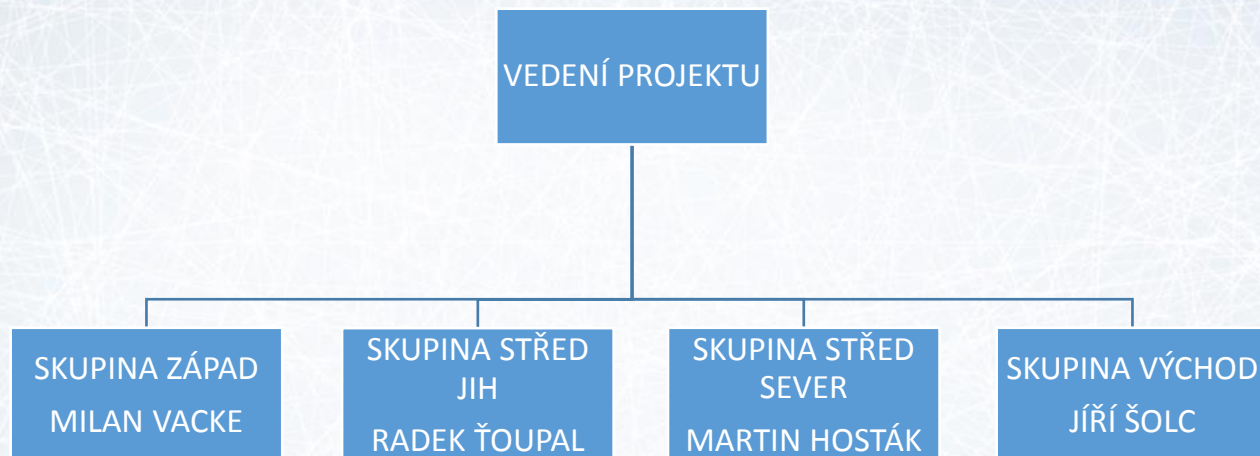 VEDENÍ PROJEKTU
SKUPINA ZÁPAD
MILAN VACKE
SKUPINA STŘED
JIH
RADEK ŤOUPAL
SKUPINA STŘED
SEVER
MARTIN HOSTÁK
SKUPINA VÝCHOD
JÍŘÍ ŠOLC